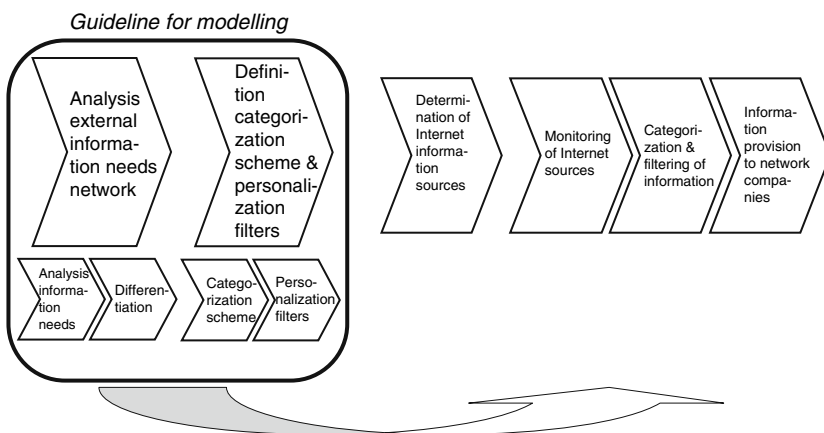 Guideline for modelling
Analysis
external
information
needs
network
Defini-
tion
categori-
zation
scheme &
personali-
zation
filters
Determi-
nation of
Internet
informa-
tion
sources
Monitoring
of Internet
sources
Categori-
zation &
filtering of
information
Informa-
tion
provision
to network
compa-
nies
Analysis
informa-
tion
needs
Differen-
tiation
Catego-
rization
scheme
Perso-
nalization
filters